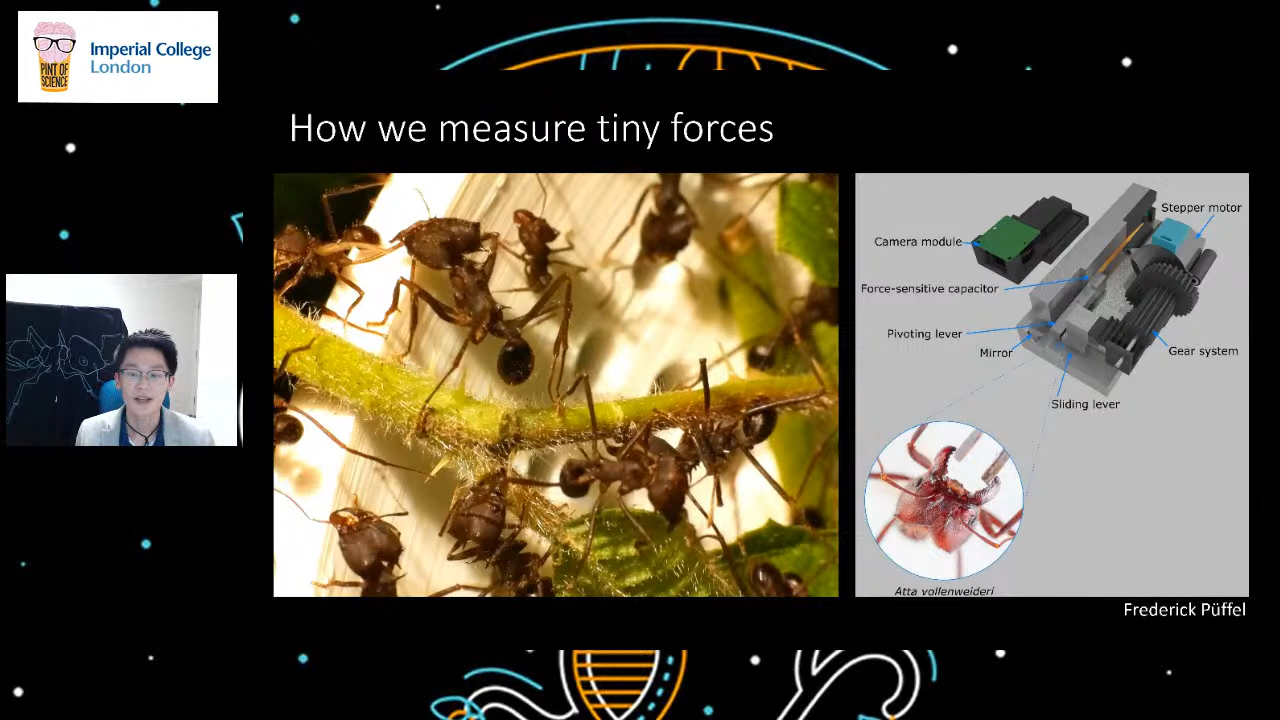 PINT OF
SCIENCE
Imperial College
London
How we measure tiny forces
Stepper motor
Camera module
Force-sensitive capacitor
Pivoting lever
Mirror
Gear system
Sliding lever
Atta vollenweideri
Frederick Püffel